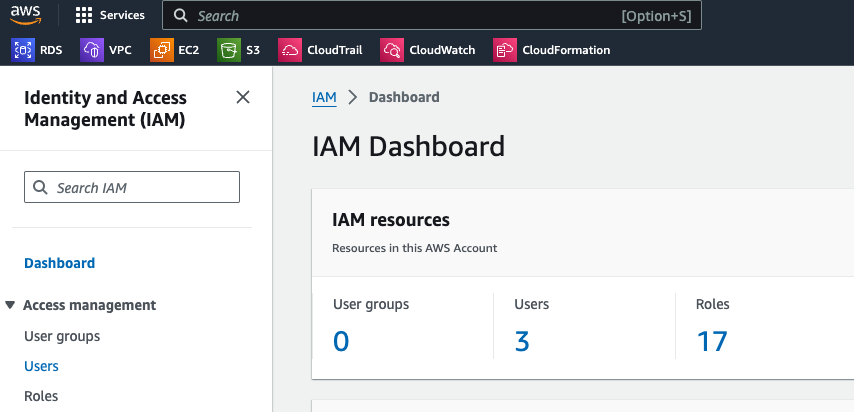 aws Services Search [Option+S]
RDS VPC EC2 S3 CloudTrail CloudWatch CloudFormation
Identity and Access
Management (IAM)
Search IAM
Dashboard
Access management
User groups
Users
Roles
IAM Dashboard
IAM Dashboard
IAM resources
Resources in this AWS Account
User groups
0
Users
3
Roles
17